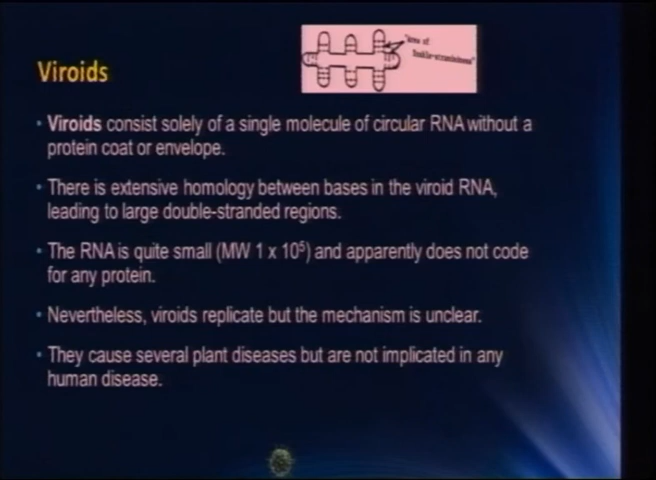 "Area of
Double-strandedness"
Viroids
• Viroids consist solely of a single molecule of circular RNA without a
protein coat or envelope.
• There is extensive homology between bases in the viroid RNA,
leading to large double-stranded regions.
• The RNA is quite small (MW 1 x 10⁵) and apparently does not code
for any protein.
• Nevertheless, viroids replicate but the mechanism is unclear.
• They cause several plant diseases but are not implicated in any
human disease.